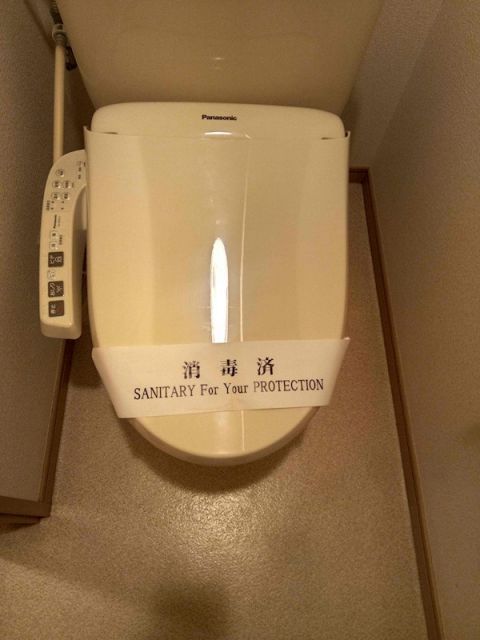 Panasonic
消毒済
SANITARY For Your PROTECTION